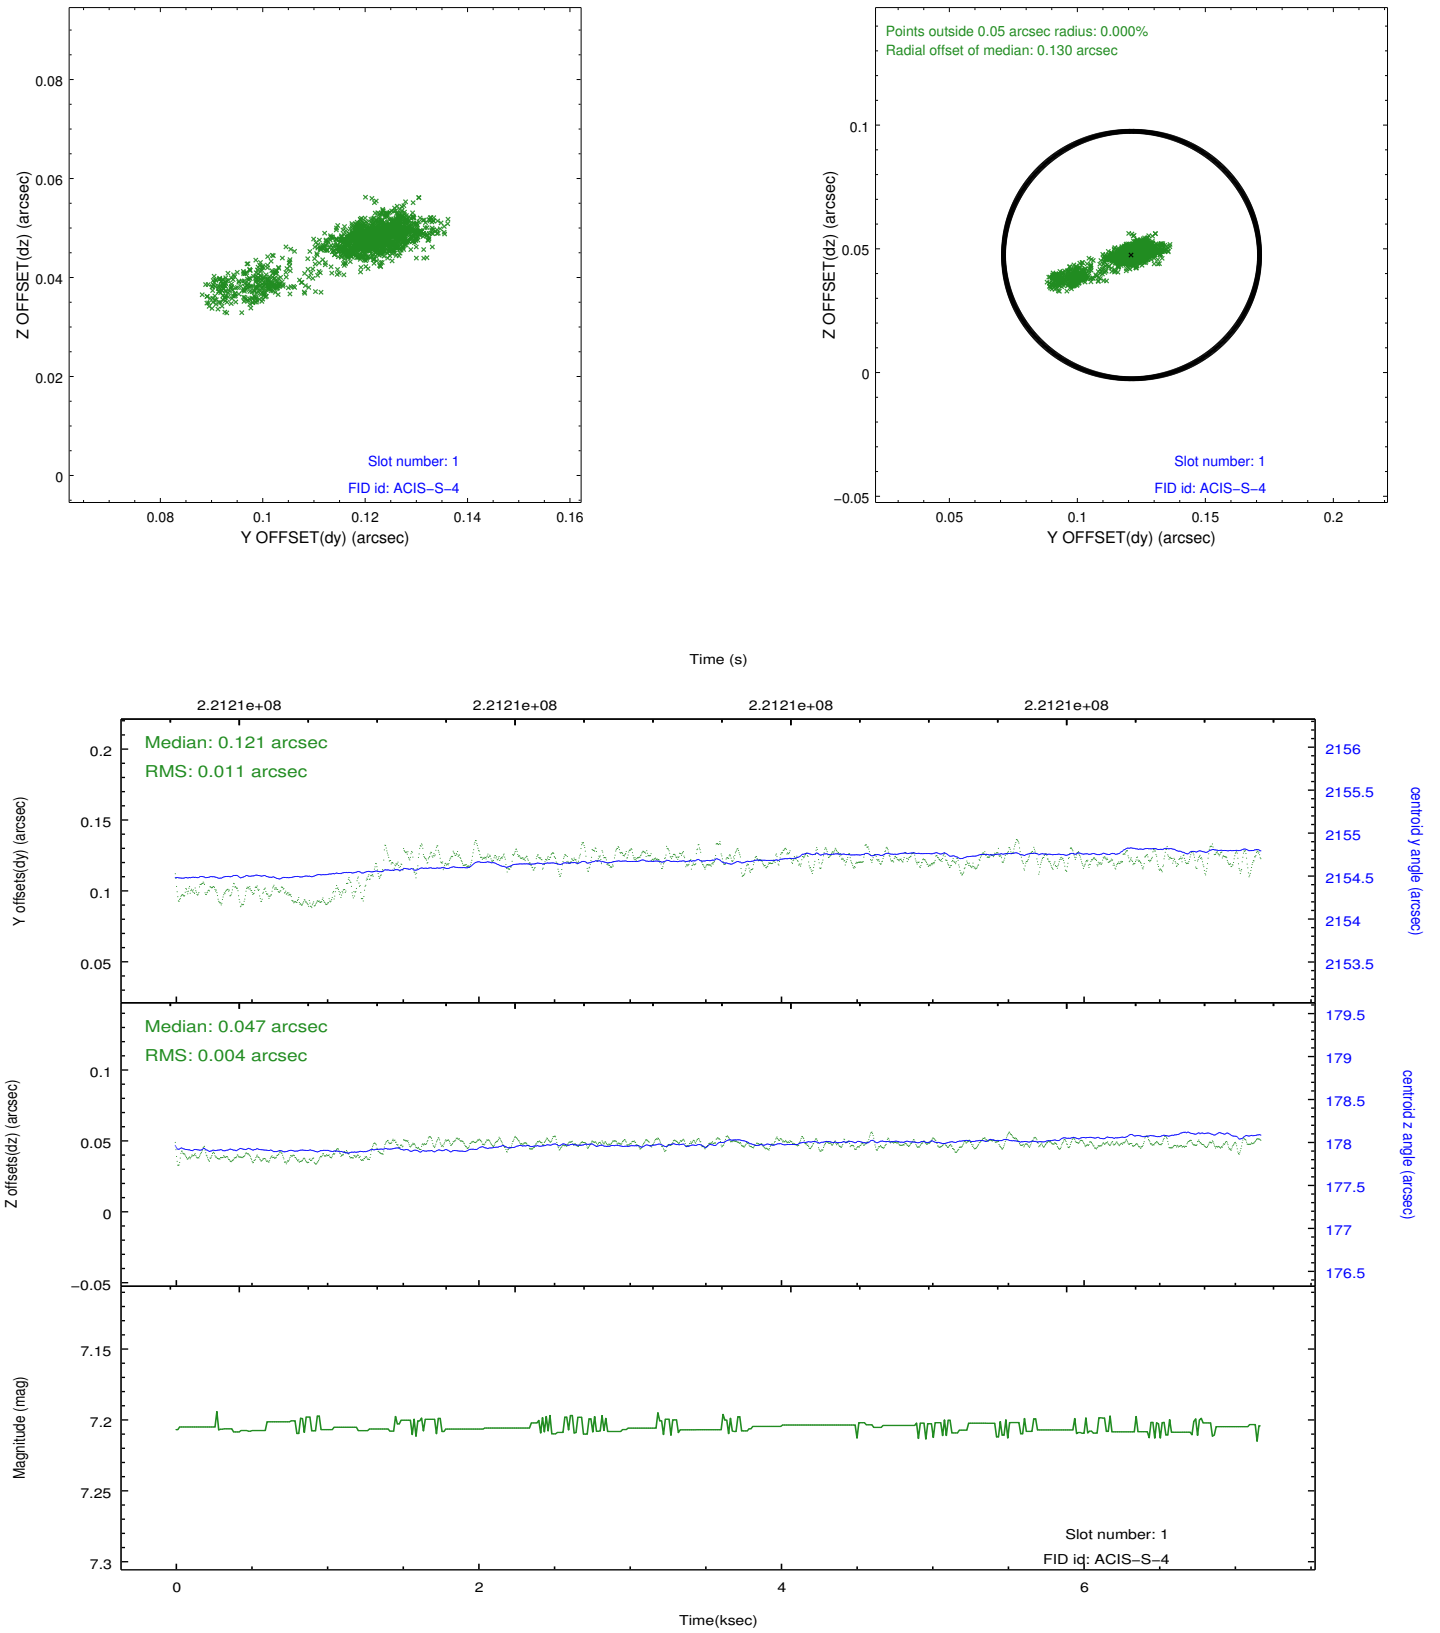 0.08
0.06
0.04
0.02
0
Z OFFSET(dz) (arcsec)
Slot number: 1
FID id: ACIS−S−4
0.08 0.1 0.12 0.14 0.16
Y OFFSET(dy) (arcsec)
Points outside 0.05 arcsec radius: 0.000%
Radial offset of median: 0.130 arcsec
0.1
0.05
0
−0.05
Z OFFSET(dz) (arcsec)
Slot number: 1
FID id: ACIS−S−4
0.05 0.1 0.15 0.2
Y OFFSET(dy) (arcsec)
Time (s)
2.2121e+08 2.2121e+08 2.2121e+08 2.2121e+08
Median: 0.121 arcsec
RMS: 0.011 arcsec
0.2
0.15
0.1
0.05
Y offsets(dy) (arcsec)
2156
2155.5
2155
2154.5
2154
2153.5
centroid y angle (arcsec)
Median: 0.047 arcsec
RMS: 0.004 arcsec
0.1
0.05
0
−0.05
Z offsets(dz) (arcsec)
179.5
179
178.5
178
177.5
177
176.5
centroid z angle (arcsec)
7.15
7.2
7.25
7.3
Magnitude (mag)
Slot number: 1
FID id: ACIS−S−4
0 2 4 6
Time(ksec)